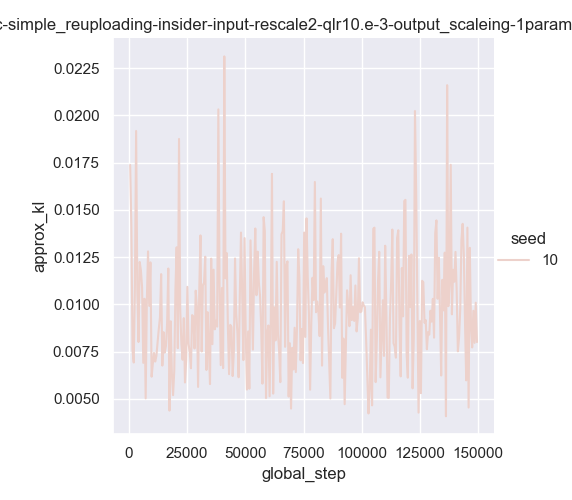 c-simple_reuploading-insider-input-rescale2-qlr10.e-3-output_scaleing-1param
0.0225
0.0200
0.0175
0.0150
0.0125
0.0100
0.0075
0.0050
approx_kl
0 25000 50000 75000 100000 125000 150000
global_step
seed
10